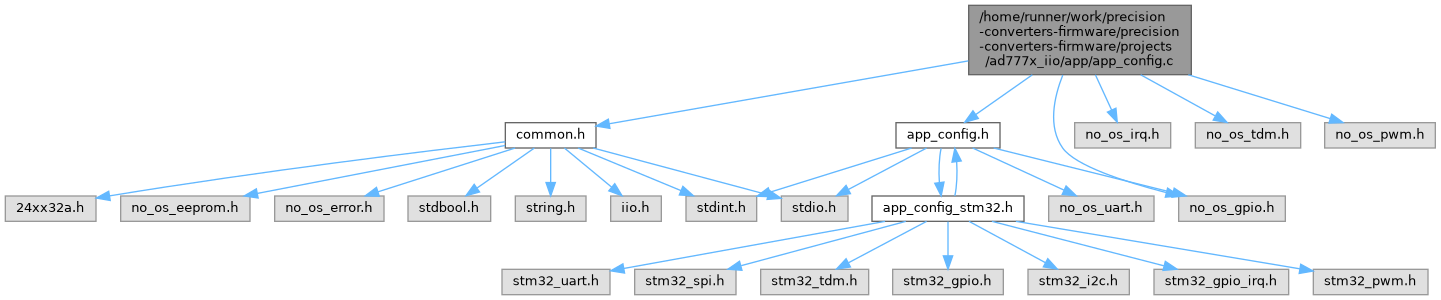 /home/runner/work/precision
-converters-firmware/precision
-converters-firmware/projects
/ad777x_iio/app/app_config.c
common.h
app_config.h
no_os_irq.h
no_os_tdm.h
no_os_pwm.h
24xx32a.h
no_os_eeprom.h
no_os_error.h
stdbool.h
string.h
iio.h
stdint.h
stdio.h
app_config_stm32.h
no_os_uart.h
no_os_gpio.h
stm32_uart.h
stm32_spi.h
stm32_tdm.h
stm32_gpio.h
stm32_i2c.h
stm32_gpio_irq.h
stm32_pwm.h